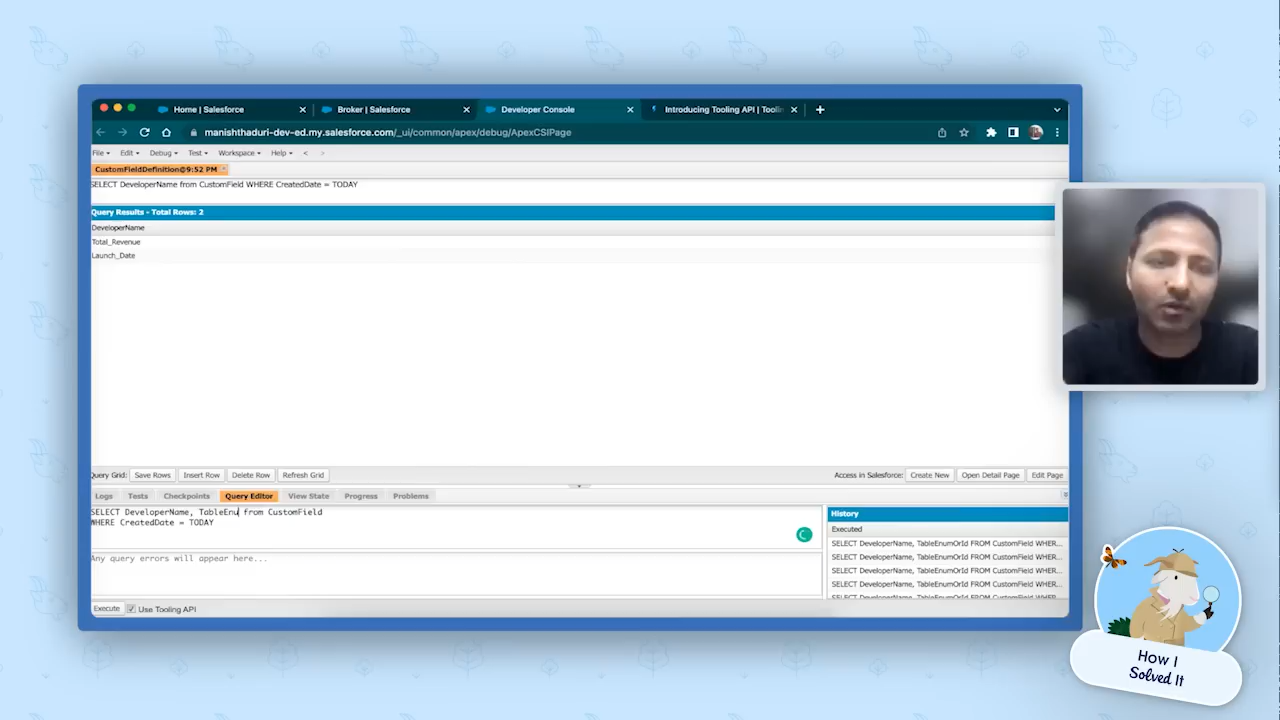 Home | Salesforce
Broker | Salesforce
Developer Console
Introducing Tooling API | Toolin
manishthaduri-dev-ed.my.salesforce.com/_ui/common/apex/debug/ApexCSIPage
File Edit Debug Test Workspace Help < >
CustomFieldDefinition@9:52 PM
SELECT DeveloperName from CustomField WHERE CreatedDate = TODAY
Query Results - Total Rows: 2
DeveloperName
Total_Revenue
Launch_Date
Query Grid: Save Rows Insert Row Delete Row Refresh Grid
Access in Salesforce: Create New Open Detail Page Edit Page
Logs Tests Checkpoints Query Editor View State Progress Problems
SELECT DeveloperName, TableEnu from CustomField
WHERE CreatedDate = TODAY
Any query errors will appear here...
Execute Use Tooling API
History
Executed
SELECT DeveloperName, TableEnumOrId FROM CustomField WHER...
SELECT DeveloperName, TableEnumOrId FROM CustomField WHER...
SELECT DeveloperName, TableEnumOrId FROM CustomField WHER...
SELECT DeveloperName, TableEnumOrId FROM CustomField WHER...
SELECT DeveloperName, TableEnumOrId FROM CustomField WHER...
How I
Solved It